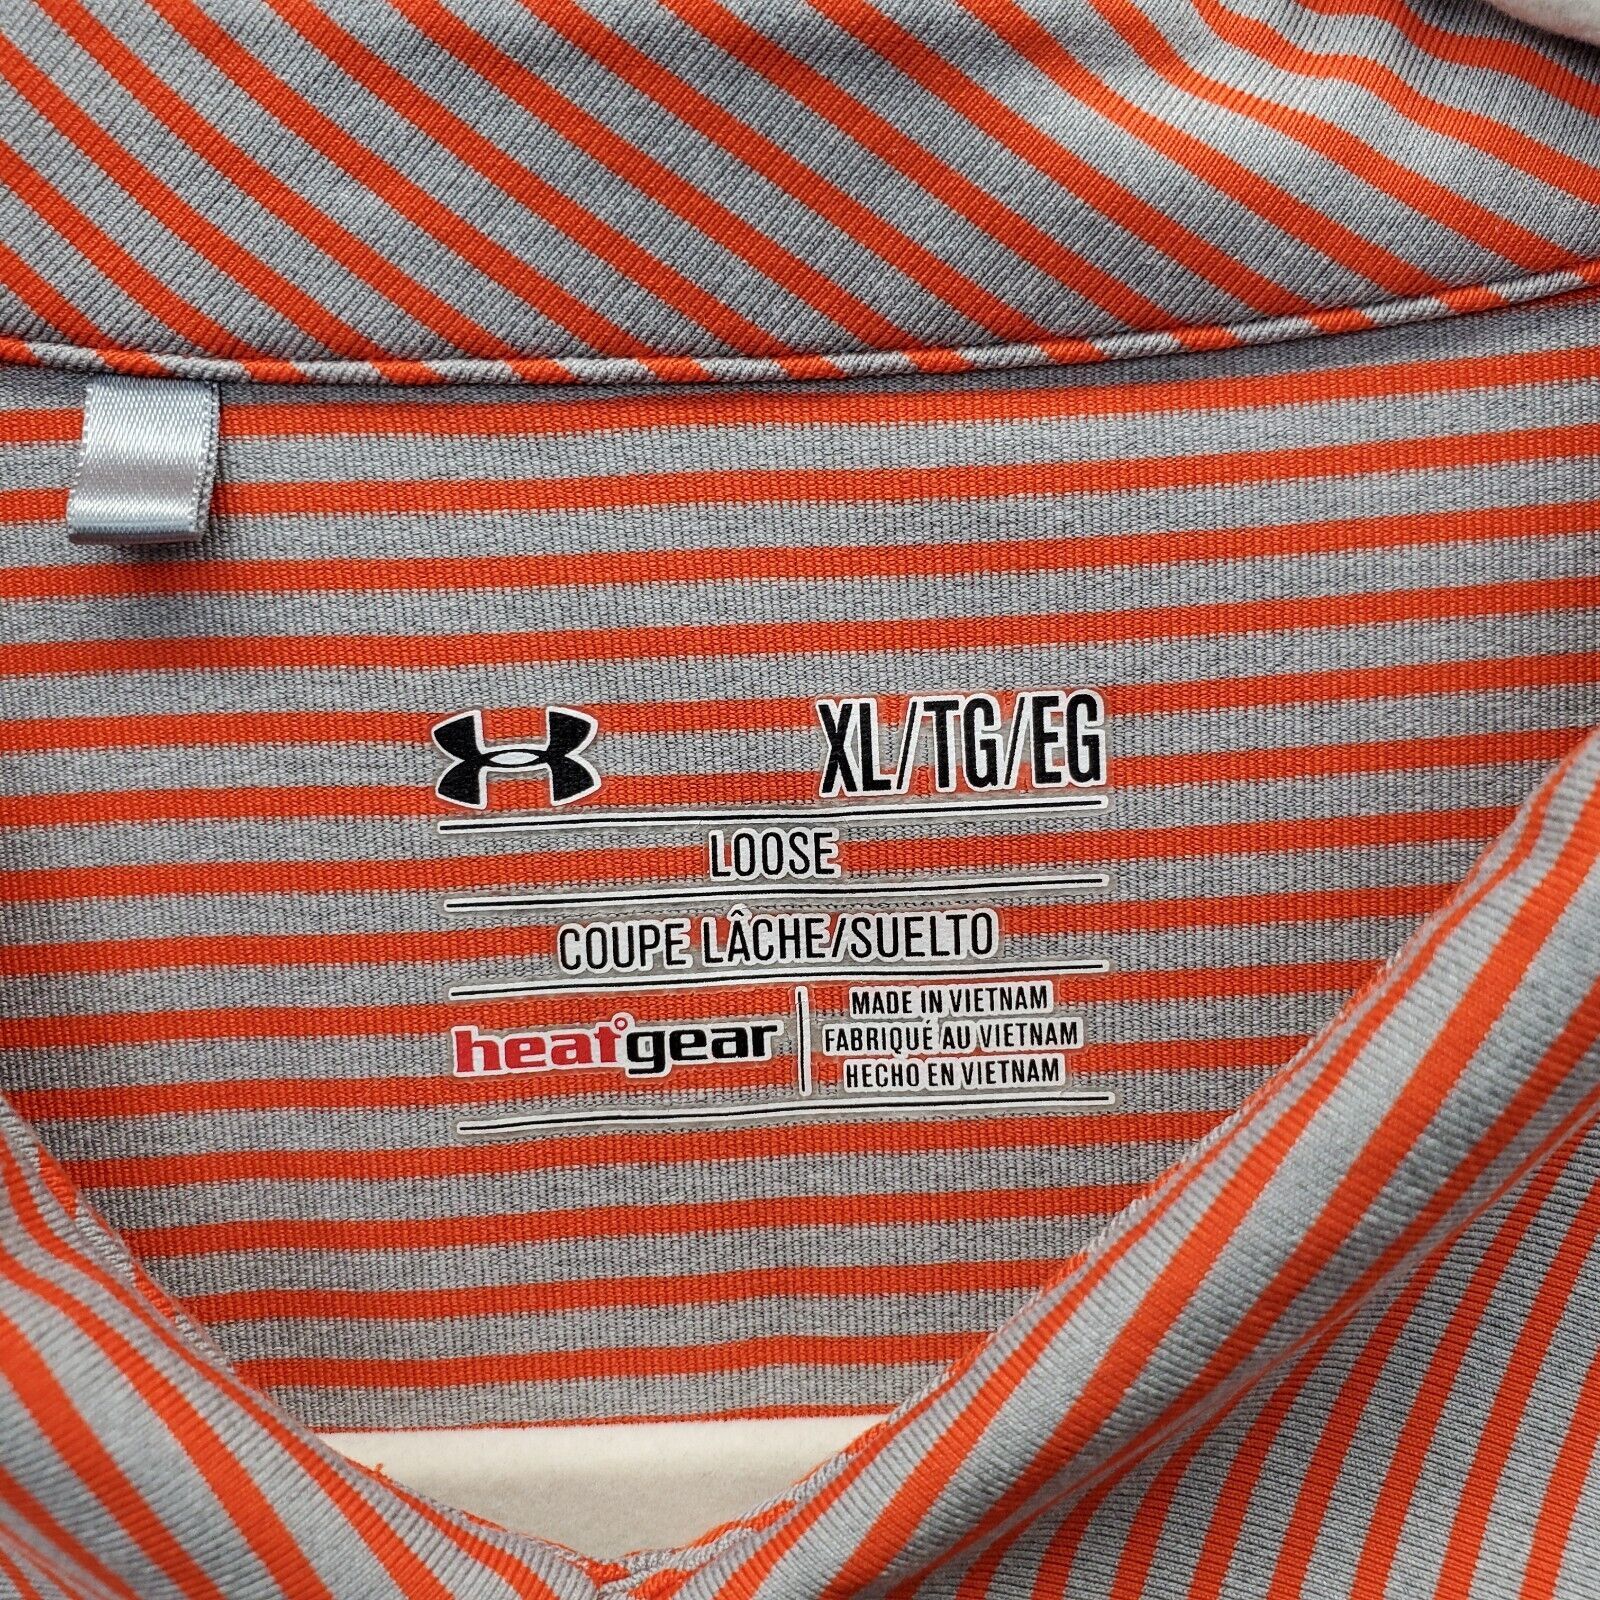 XL/TG/EG
LOOSE
COUPE LÂCHE/SUELTO
heatgear
MADE IN VIETNAM
FABRIQUÉ AU VIETNAM
HECHO EN VIETNAM